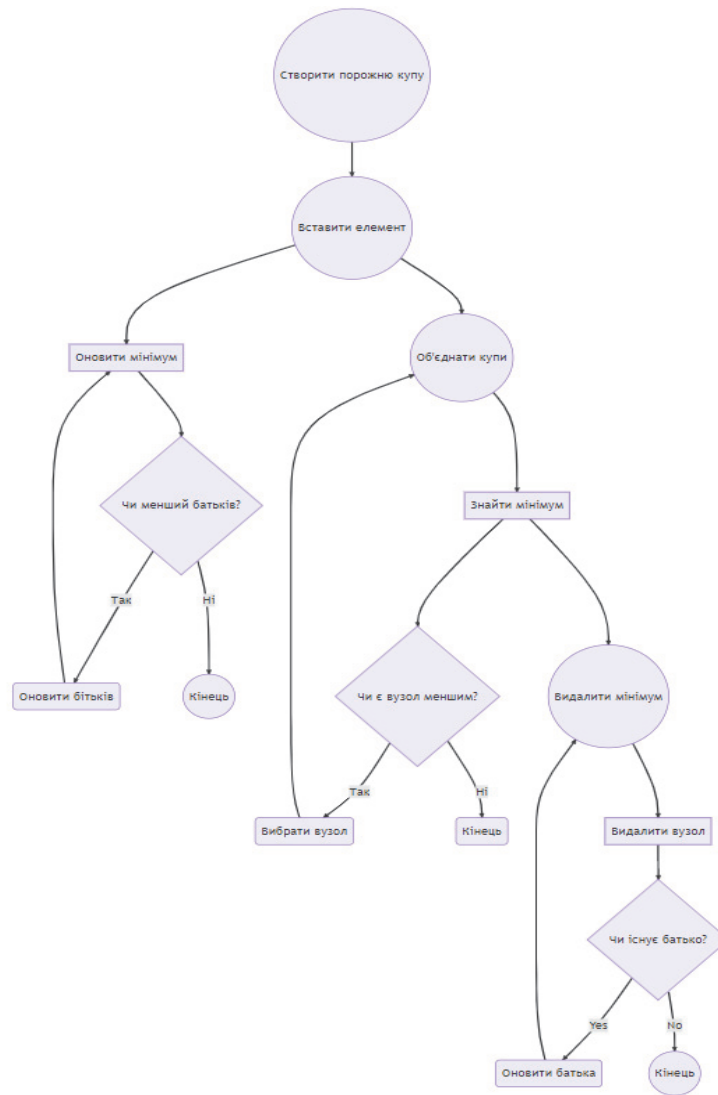 Створити порожню купу
Вставити елемент
Оновити мінімум
Об'єднати купи
Чи менший батьків?
Знайти мінімум
Так
Ні
Оновити бітьків
Кінець
Чи є вузол меншим?
Видалити мінімум
Так
Ні
Вибрати вузол
Кінець
Видалити вузол
Чи існує батько?
Yes
No
Оновити батька
Кінець